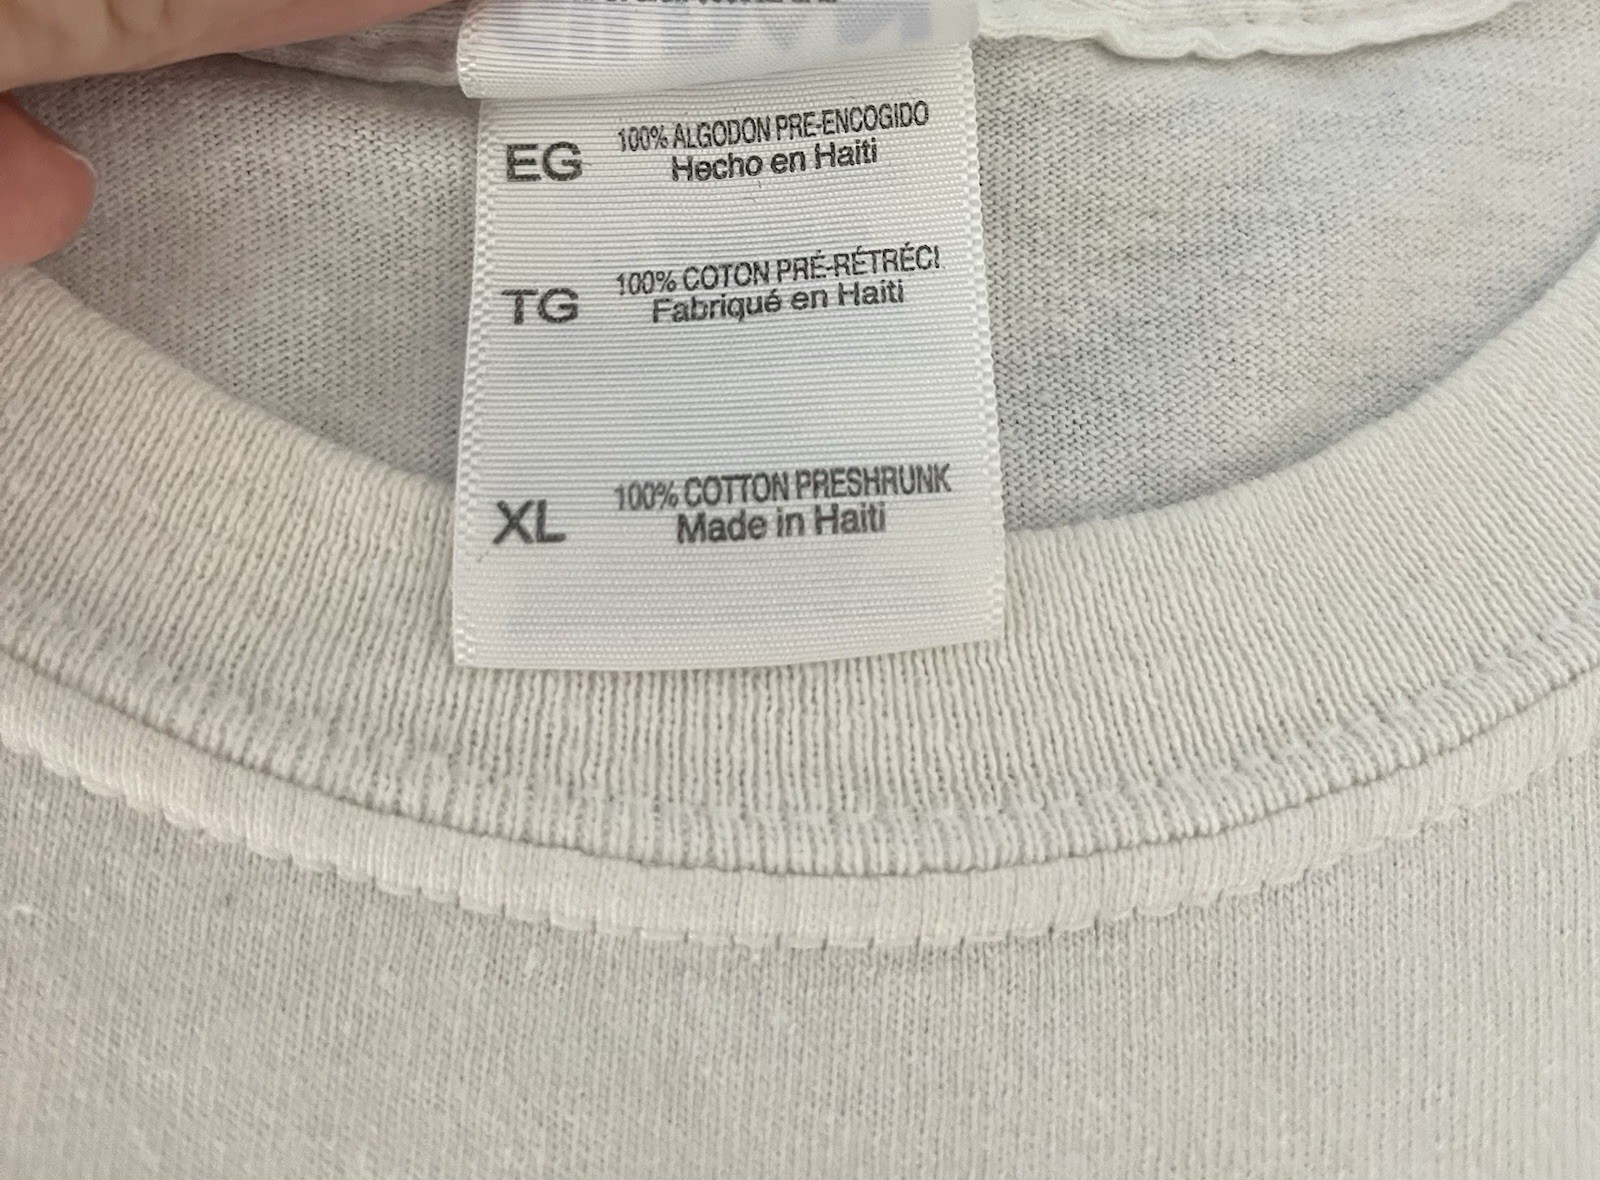 EG 100% ALGODON PRE-ENCOGIDO
Hecho en Haiti
TG 100% COTON PRÉ-RÉTRÉCI
Fabriqué en Haiti
XL 100% COTTON PRESHRUNK
Made in Haiti